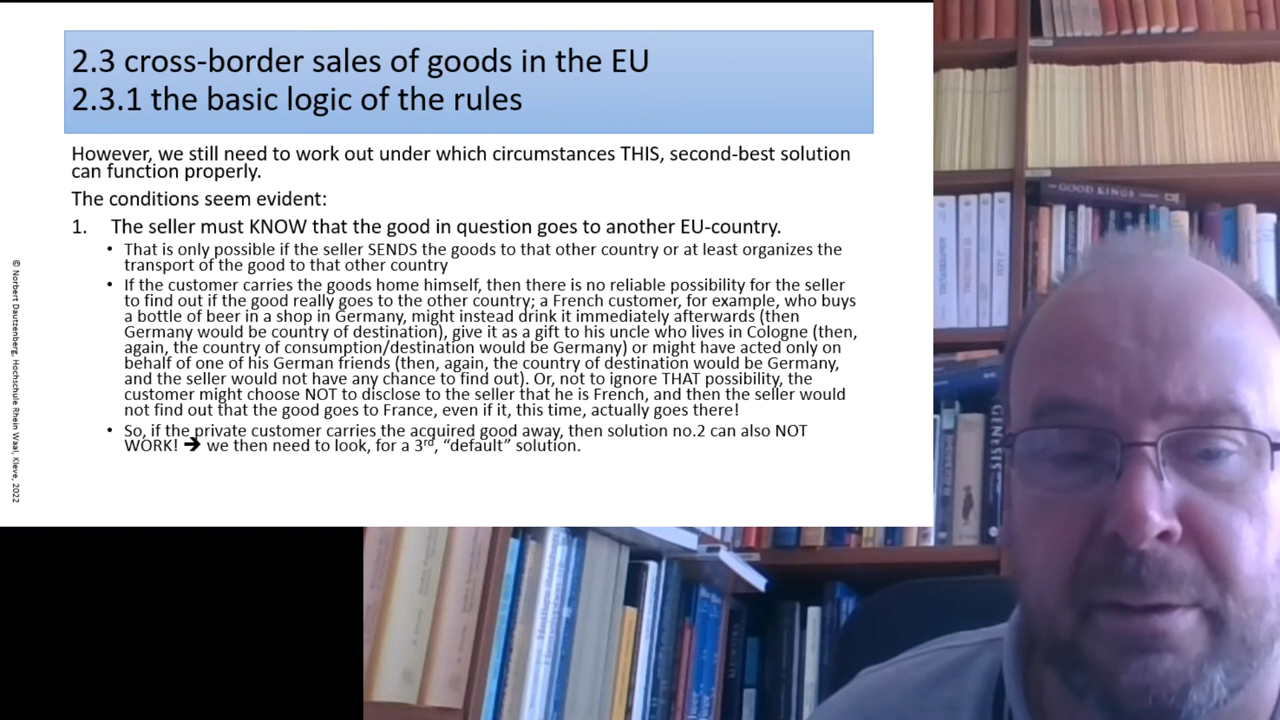 2.3 cross-border sales of goods in the EU
2.3.1 the basic logic of the rules
However, we still need to work out under which circumstances THIS, second-best solution
can function properly.
The conditions seem evident:
1. The seller must KNOW that the good in question goes to another EU-country.
• That is only possible if the seller SENDS the goods to that other country or at least organizes the
transport of the good to that other country
• If the customer carries the goods home himself, then there is no reliable possibility for the seller
to find out if the good really goes to the other country; a French customer, for example, who buys
a bottle of beer in a shop in Germany, might instead drink it immediately afterwards (then
Germany would be country of destination), give it as a gift to his uncle who lives in Cologne (then,
again, the country of consumption/destination would be Germany) or might have acted only on
behalf of one of his German friends (then, again, the country of destination would be Germany,
and the seller would not have any chance to find out). Or, not to ignore THAT possibility, the
customer might choose NOT to disclose to the seller that he is French, and then the seller would
not find out that the good goes to France, even if it, this time, actually goes there!
• So, if the private customer carries the acquired good away, then solution no.2 can also NOT
WORK! ➔ we then need to look, for a 3rd, “default” solution.
© Norbert Dautzenberg, Hochschule Rhein Waal, Kleve, 2022
GOOD KINGS
GENESIS